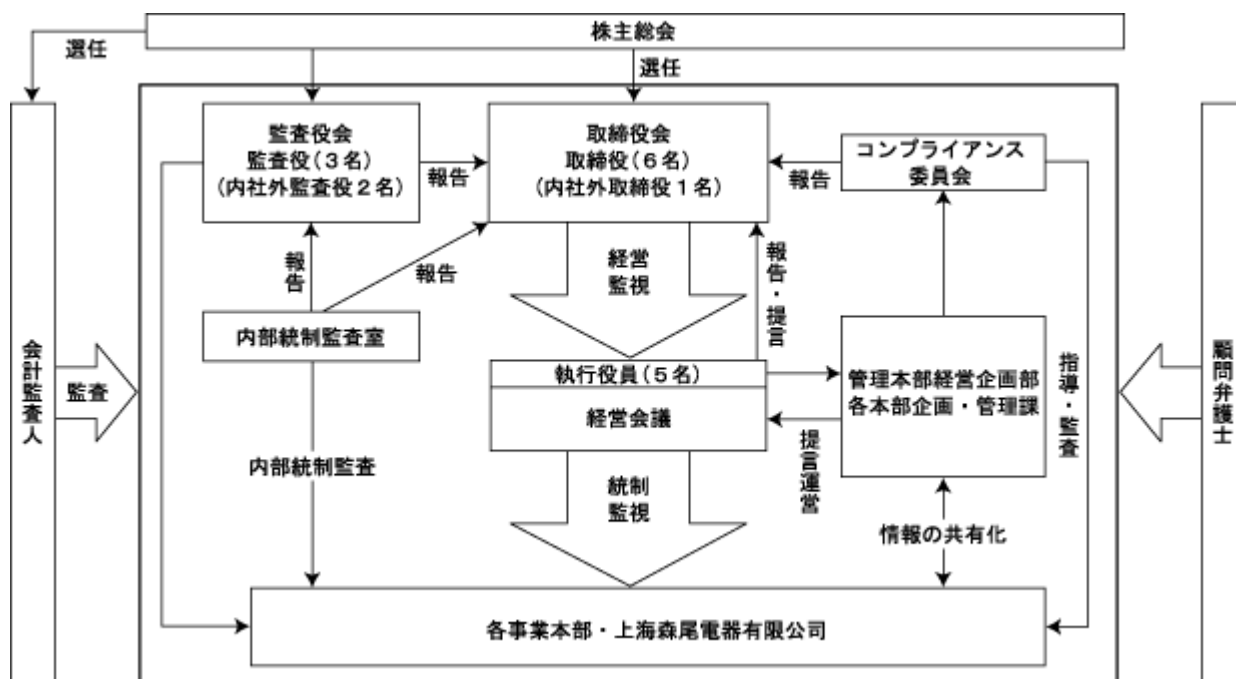 株主総会
選任
選任
監査役会
監査役（３名）
（内社外監査役２名）
報告
取締役会
取締役（６名）
（内社外取締役１名）
報告
コンプライアンス
委員会
報告
報告
経営
監視
報告・提言
内部統制監査室
会計監査人
監査
執行役員（５名）
経営会議
管理本部経営企画部
各本部企画・管理課
指導・監査
顧問弁護士
内部統制監査
統制
監視
提言運営
情報の共有化
各事業本部・上海森尾電器有限公司